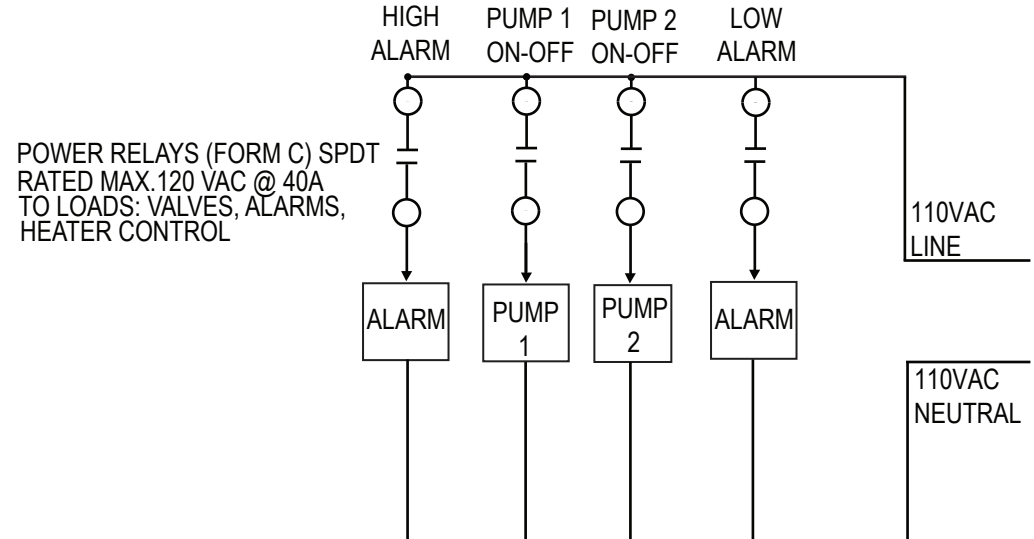 HIGH
ALARM
PUMP 1
ON-OFF
PUMP 2
ON-OFF
LOW
ALARM
POWER RELAYS (FORM C) SPDT
RATED MAX.120 VAC @ 40A
TO LOADS: VALVES, ALARMS,
HEATER CONTROL
110VAC
LINE
ALARM
PUMP
1
PUMP
2
ALARM
110VAC
NEUTRAL